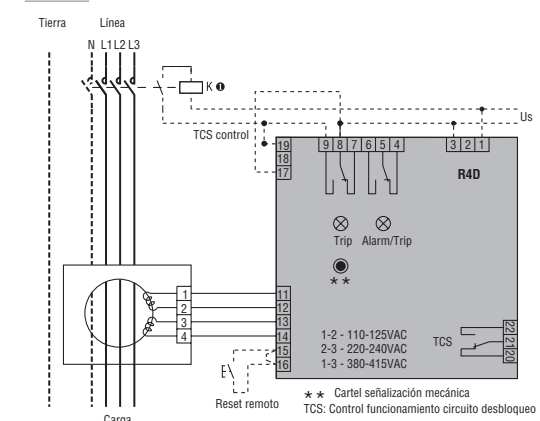 Tierra
Línea
N L1 L2 L3
K ❶
Us
TCS control
19
18
17
9 8 7 6 5 4
3 2 1
R4D
Trip
Alarm/Trip
**
1
2
3
4
11
12
13
14
15
16
1-2 - 110-125VAC
2-3 - 220-240VAC
1-3 - 380-415VAC
TCS
22
21
20
Reset remoto
** Cartel señalización mecánica
TCS: Control funcionamiento circuito desbloqueo
Carga